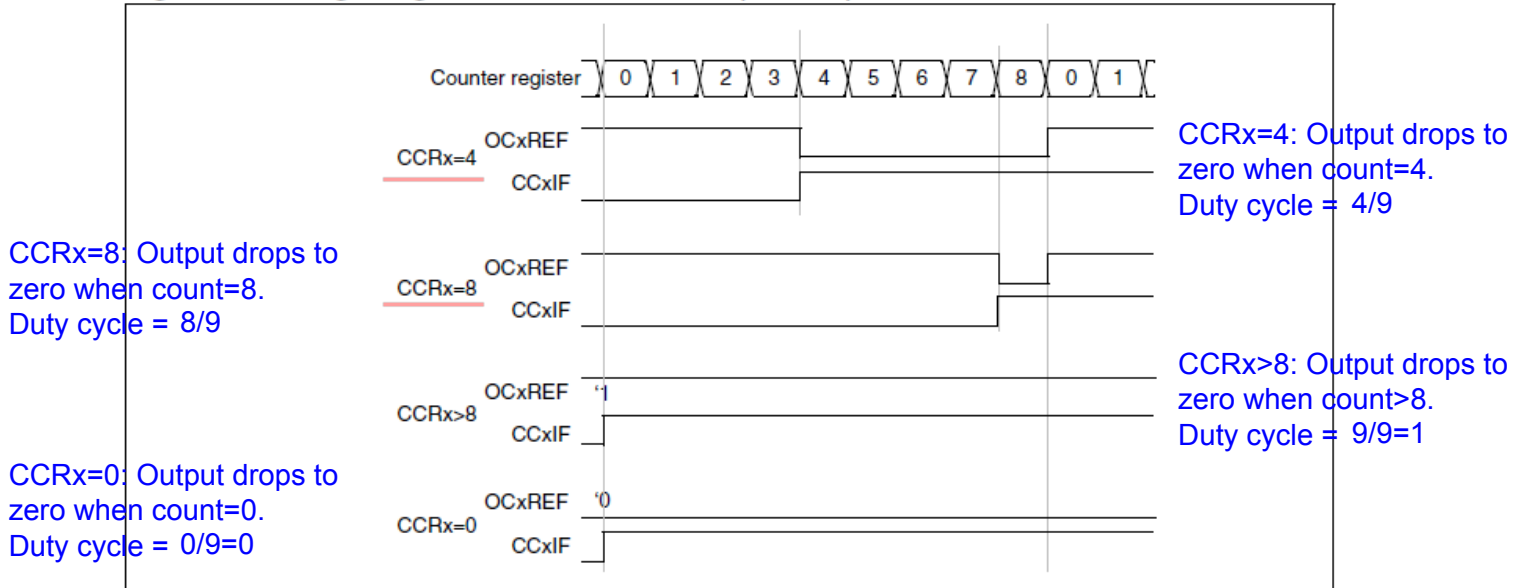 Counter register 0 1 2 3 4 5 6 7 8 0 1
OCxREF
CCRx=4
CCxIF
CCRx=4: Output drops to
zero when count=4.
Duty cycle = 4/9
CCRx=8: Output drops to
zero when count=8.
Duty cycle = 8/9
OCxREF
CCRx=8
CCxIF
OCxREF '1
CCRx>8
CCxIF
CCRx>8: Output drops to
zero when count>8.
Duty cycle = 9/9=1
CCRx=0: Output drops to
zero when count=0.
Duty cycle = 0/9=0
OCxREF '0
CCRx=0
CCxIF